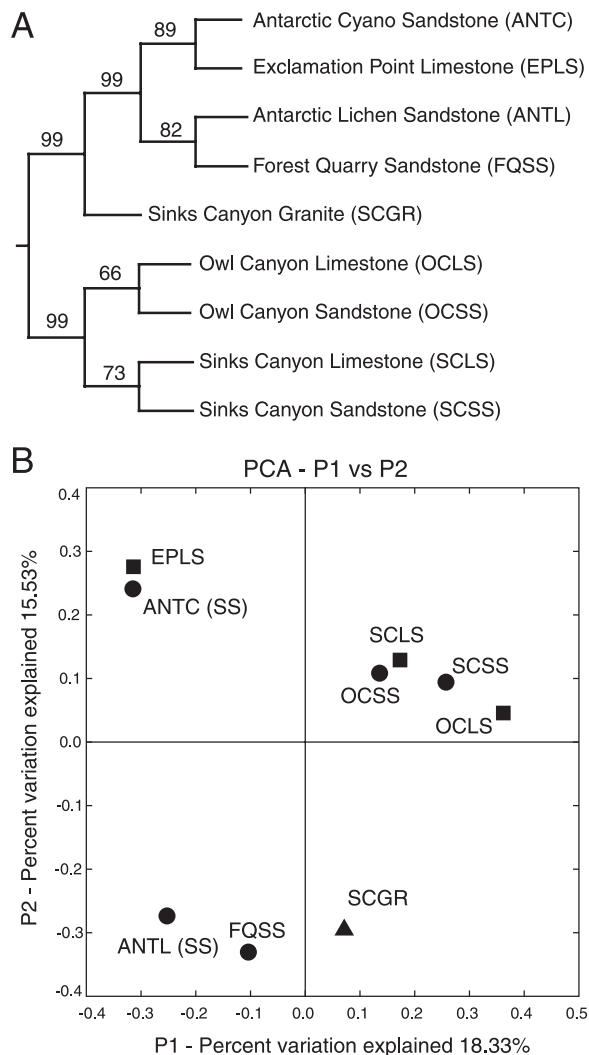 A
Antarctic Cyano Sandstone (ANTC)
89
Exclamation Point Limestone (EPLS)
99
Antarctic Lichen Sandstone (ANTL)
82
99
Forest Quarry Sandstone (FQSS)
Sinks Canyon Granite (SCGR)
Owl Canyon Limestone (OCLS)
66
Owl Canyon Sandstone (OCSS)
99
Sinks Canyon Limestone (SCLS)
73
Sinks Canyon Sandstone (SCSS)
B
PCA - P1 vs P2
P2 - Percent variation explained 15.53%
0.4
0.3
0.2
0.1
0.0
-0.1
-0.2
-0.3
-0.4
EPLS
ANTC (SS)
SCLS
SCSS
OCSS
OCLS
SCGR
FQSS
ANTL (SS)
-0.4 -0.3 -0.2 -0.1 0.0 0.1 0.2 0.3 0.4 0.5
P1 - Percent variation explained 18.33%